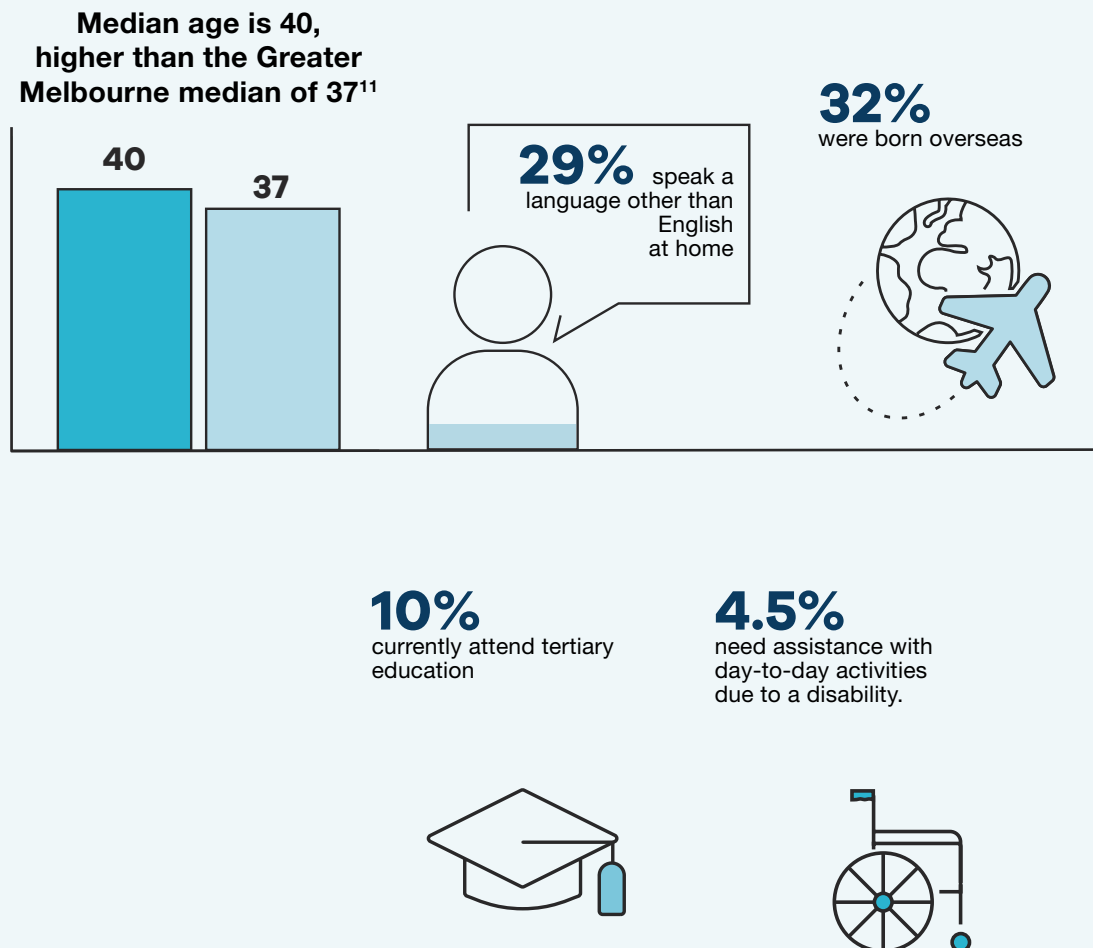 Median age is 40,
higher than the Greater
Melbourne median of 37¹¹
40
37
29% speak a
language other than
English
at home
32%
were born overseas
10%
currently attend tertiary
education
4.5%
need assistance with
day-to-day activities
due to a disability.